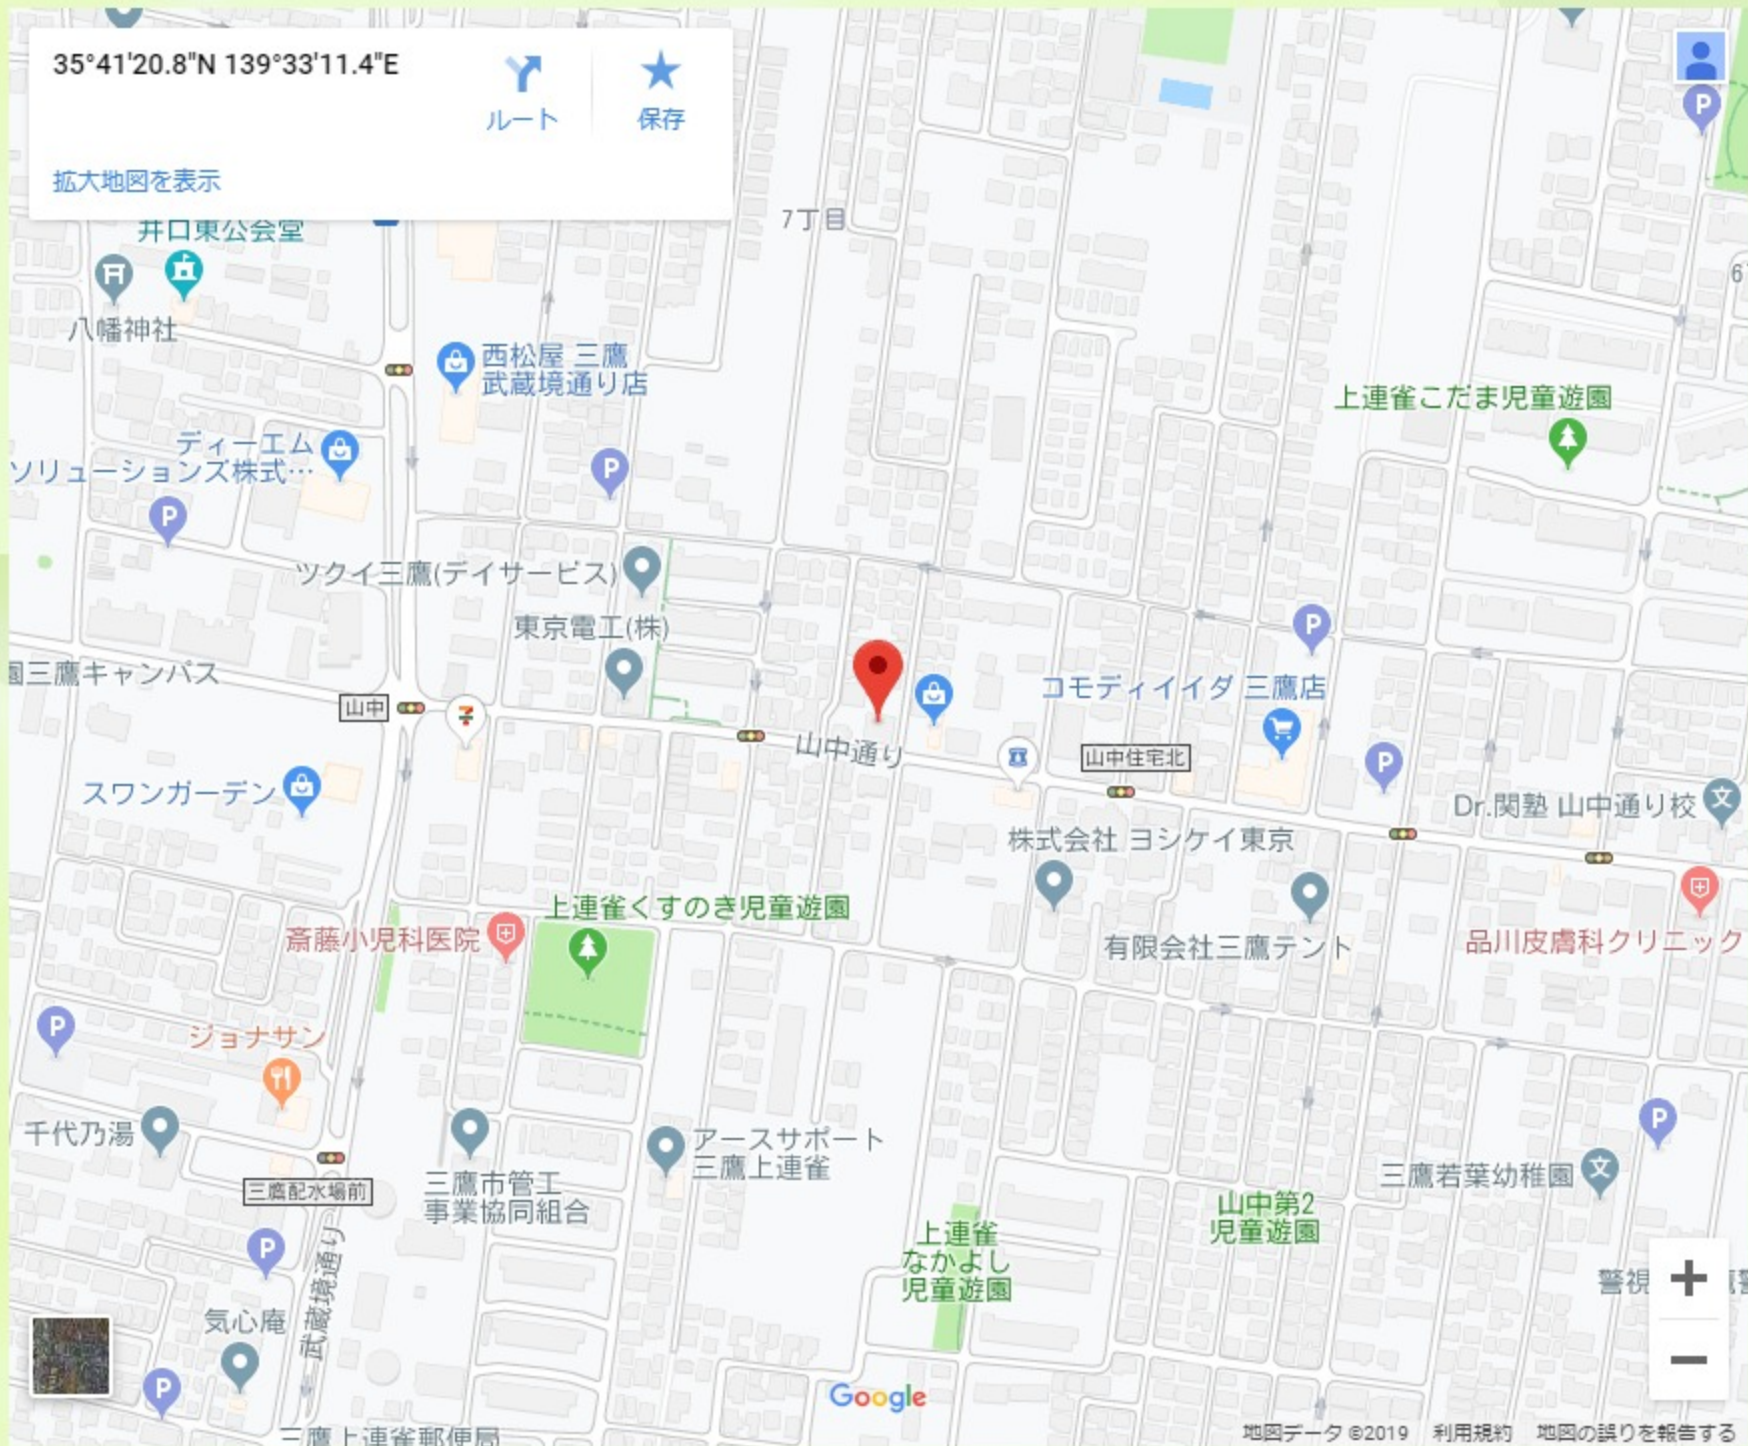 35°41'20.8"N 139°33'11.4"E
ルート
保存
拡大地図を表示
7丁目
井口東公会堂
八幡神社
西松屋 三鷹
武蔵境通り店
上連雀こだま児童遊園
ディーエム
ソリューションズ株式…
P
P
P
P
ツクイ三鷹(デイサービス)
東京電工(株)
園三鷹キャンパス
山中
7
コモディイイダ 三鷹店
山中通り
山中住宅北
P
スワンガーデン
Dr.関塾 山中通り校
文
株式会社 ヨシケイ東京
上連雀くすのき児童遊園
斎藤小児科医院
有限会社三鷹テント
品川皮膚科クリニック
P
ジョナサン
千代乃湯
三鷹市管工
事業協同組合
アースサポート
三鷹上連雀
P
三鷹若葉幼稚園
文
三鷹配水場前
山中第2
児童遊園
上連雀
なかよし
児童遊園
P
武蔵境通り
警視
気心庵
P
三鷹上連雀郵便局
Google
地図データ ©2019 利用規約 地図の誤りを報告する